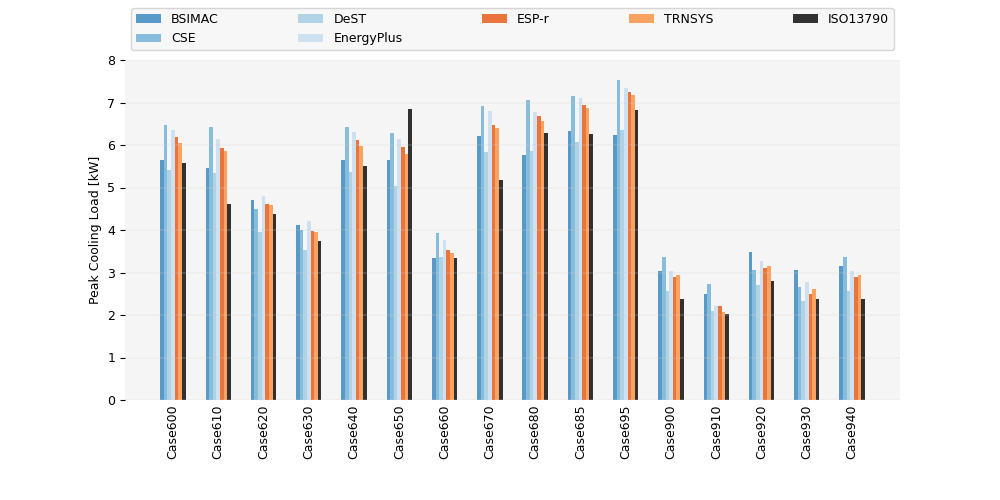 BSIMAC DeST ESP-r TRNSYS ISO13790
CSE EnergyPlus
8
7
6
5
4
3
2
1
0
Peak Cooling Load [kW]
Case600
Case610
Case620
Case630
Case640
Case650
Case660
Case670
Case680
Case685
Case695
Case900
Case910
Case920
Case930
Case940